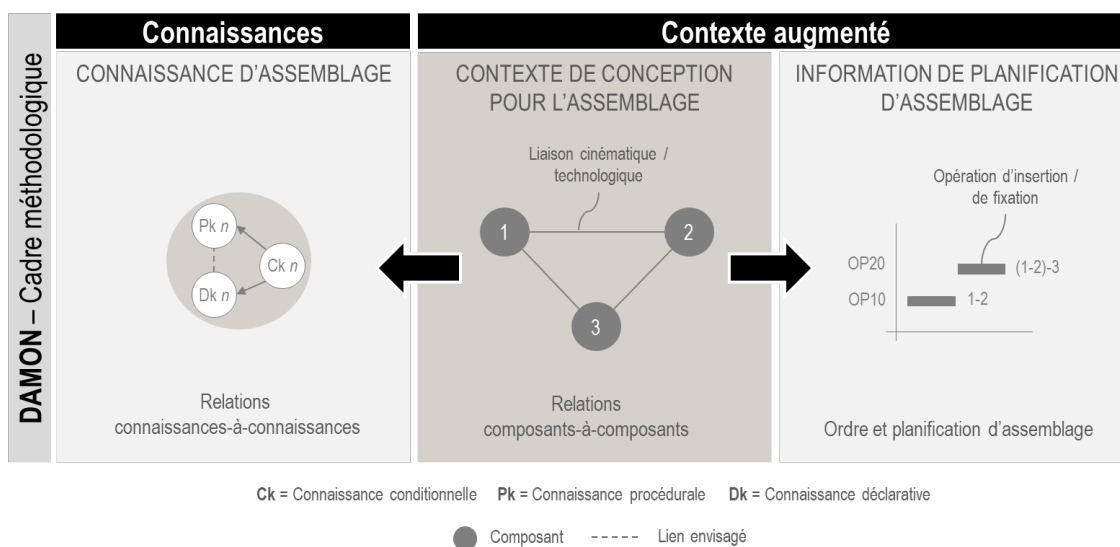 DAMON – Cadre méthodologique
Connaissances
CONNAISSANCE D'ASSEMBLAGE
Pk n
Ck n
Dk n
Relations
connaissances-à-connaissances
Contexte augmenté
CONTEXTE DE CONCEPTION
POUR L'ASSEMBLAGE
Liaison cinématique /
technologique
1
2
3
Relations
composants-à-composants
INFORMATION DE PLANIFICATION
D'ASSEMBLAGE
Opération d'insertion /
de fixation
OP20
(1-2)-3
OP10
1-2
Ordre et planification d'assemblage
Ck = Connaissance conditionnelle Pk = Connaissance procédurale Dk = Connaissance déclarative
Composant Lien envisagé